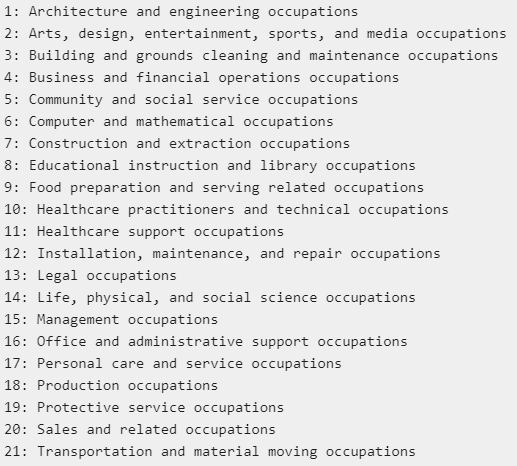 1: Architecture and engineering occupations
2: Arts, design, entertainment, sports, and media occupations
3: Building and grounds cleaning and maintenance occupations
4: Business and financial operations occupations
5: Community and social service occupations
6: Computer and mathematical occupations
7: Construction and extraction occupations
8: Educational instruction and library occupations
9: Food preparation and serving related occupations
10: Healthcare practitioners and technical occupations
11: Healthcare support occupations
12: Installation, maintenance, and repair occupations
13: Legal occupations
14: Life, physical, and social science occupations
15: Management occupations
16: Office and administrative support occupations
17: Personal care and service occupations
18: Production occupations
19: Protective service occupations
20: Sales and related occupations
21: Transportation and material moving occupations